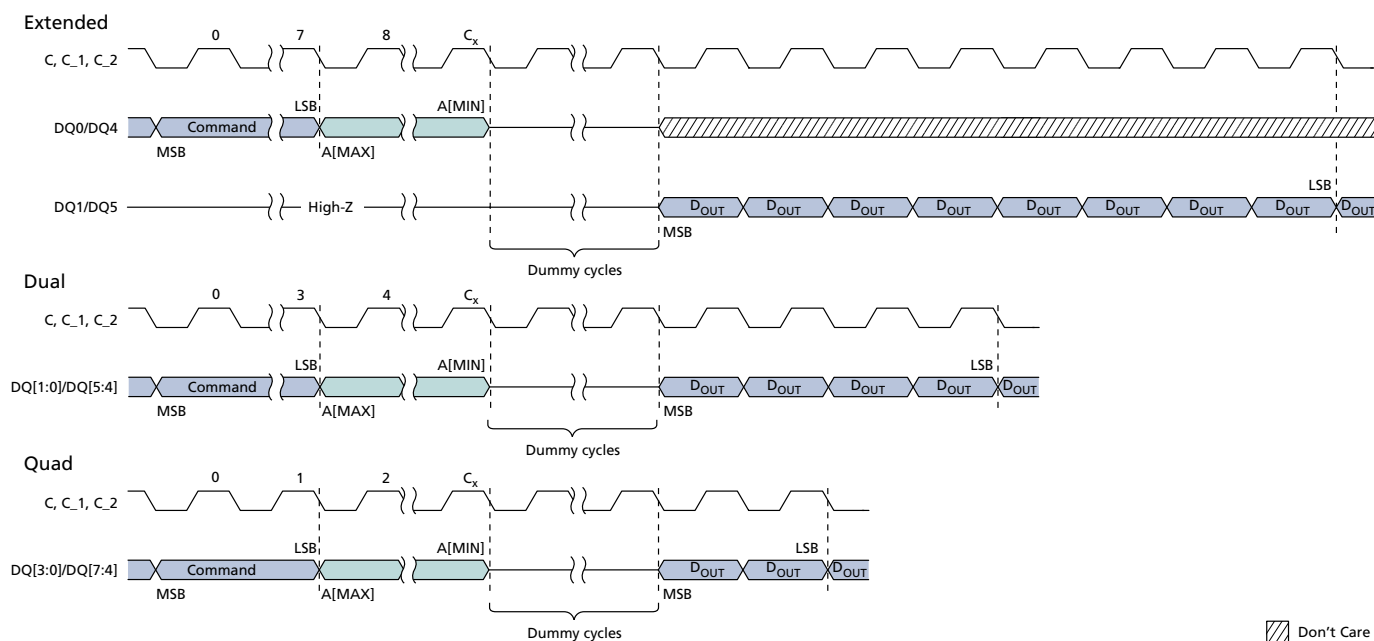 Extended
0 7 8 Cx
C, C_1, C_2
LSB A[MIN]
DQ0/DQ4 Command
MSB A[MAX]
LSB
DQ1/DQ5 High-Z DOUT DOUT DOUT DOUT DOUT DOUT DOUT DOUT DOUT
MSB
Dummy cycles
Dual
0 3 4 Cx
C, C_1, C_2
LSB A[MIN] LSB
DQ[1:0]/DQ[5:4] Command DOUT DOUT DOUT DOUT DOUT
MSB A[MAX] MSB
Dummy cycles
Quad
0 1 2 Cx
C, C_1, C_2
LSB A[MIN] LSB
DQ[3:0]/DQ[7:4] Command DOUT DOUT DOUT
MSB A[MAX] MSB
Dummy cycles
Don't Care